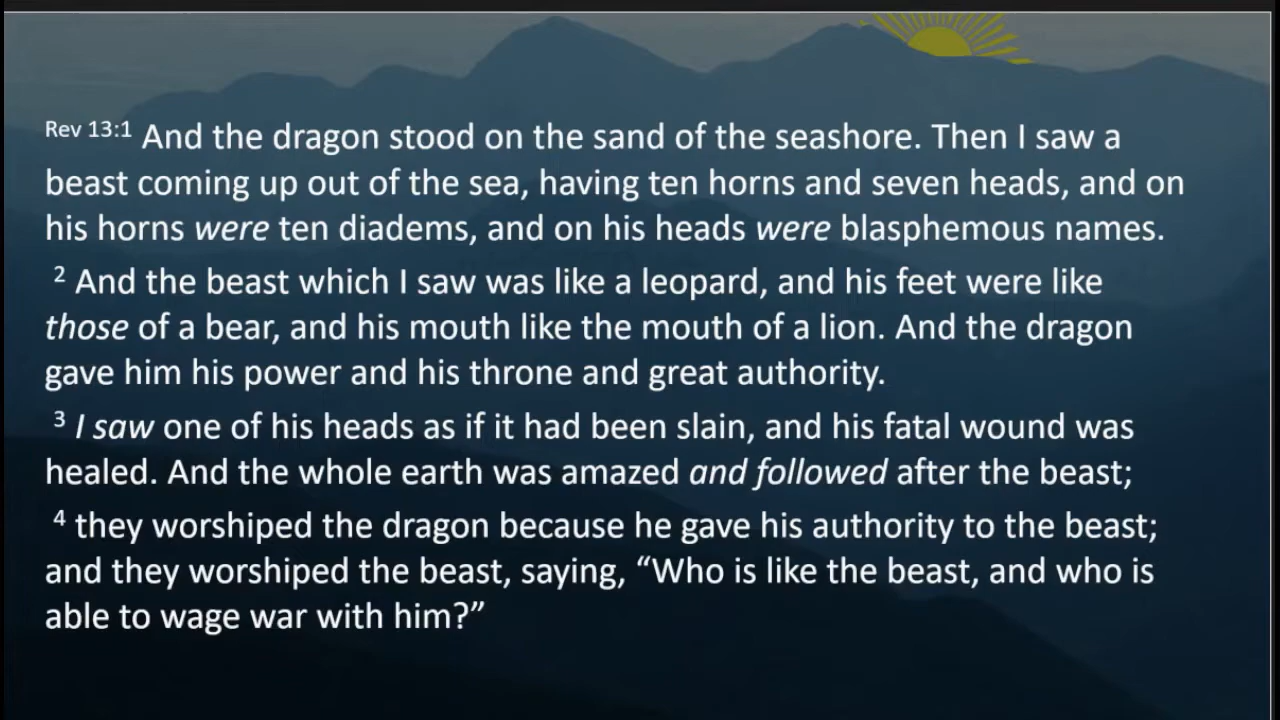 Rev 13:1 And the dragon stood on the sand of the seashore. Then I saw a
beast coming up out of the sea, having ten horns and seven heads, and on
his horns were ten diadems, and on his heads were blasphemous names.
2 And the beast which I saw was like a leopard, and his feet were like
those of a bear, and his mouth like the mouth of a lion. And the dragon
gave him his power and his throne and great authority.
3 I saw one of his heads as if it had been slain, and his fatal wound was
healed. And the whole earth was amazed and followed after the beast;
4 they worshiped the dragon because he gave his authority to the beast;
and they worshiped the beast, saying, “Who is like the beast, and who is
able to wage war with him?”